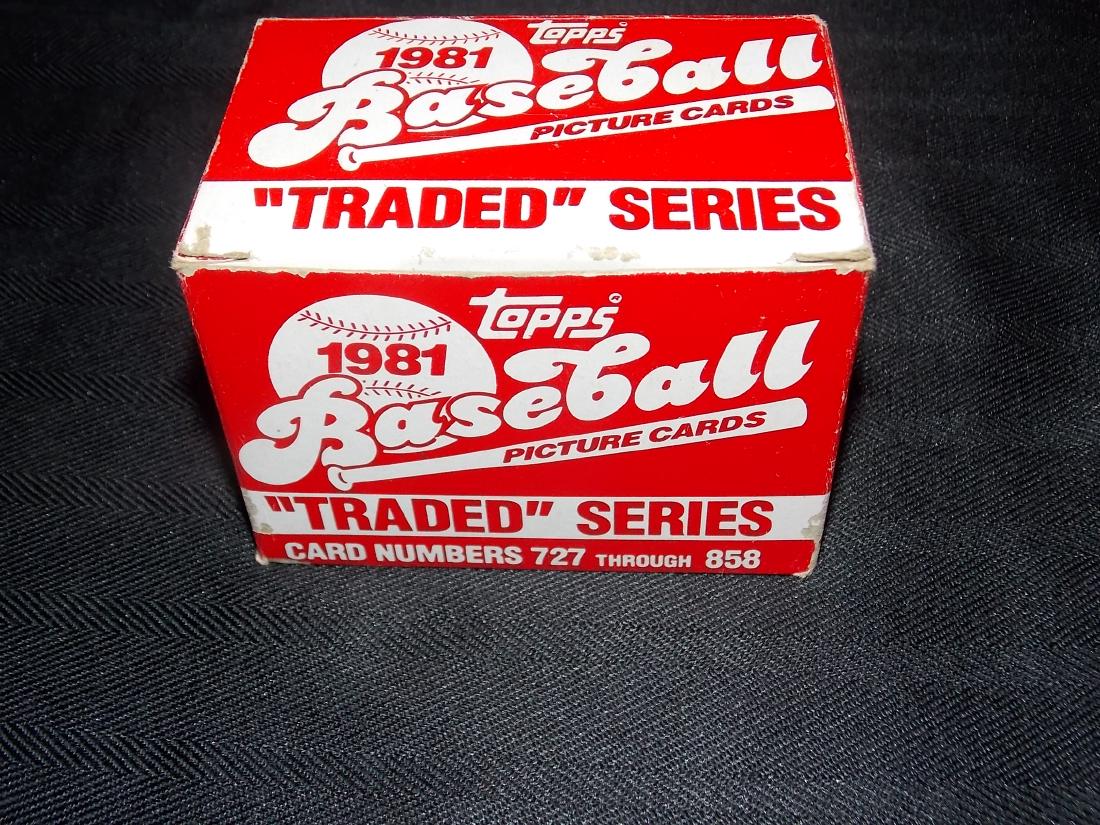 topps
1981
Baseball
PICTURE CARDS
"TRADED" SERIES
topps®
1981
Baseball
PICTURE CARDS
"TRADED" SERIES
CARD NUMBERS 727 THROUGH 858